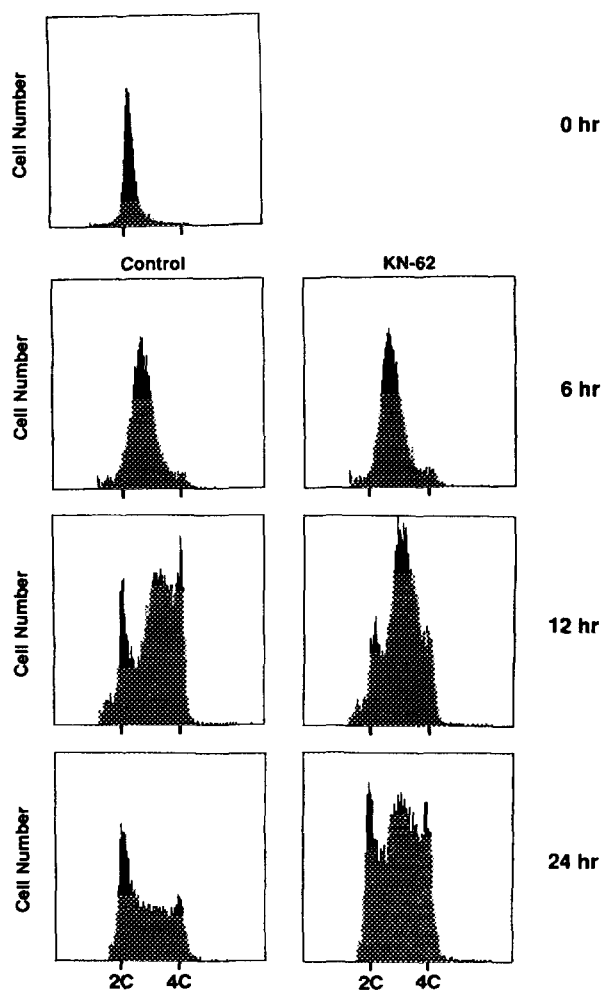 Cell Number
0 hr
Control
KN-62
Cell Number
6 hr
Cell Number
12 hr
Cell Number
24 hr
2C
4C
2C
4C